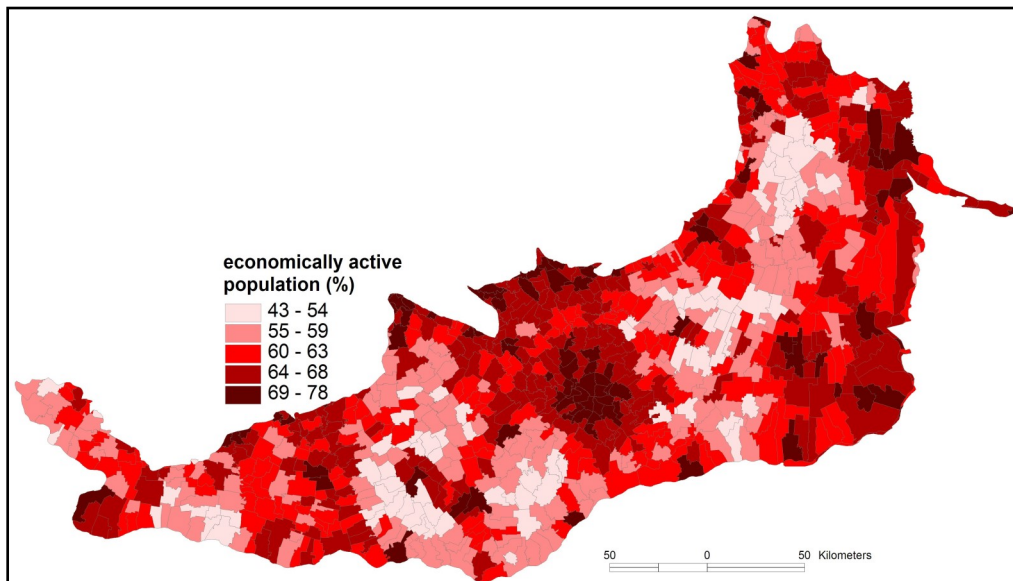 economically active
population (%)
43 - 54
55 - 59
60 - 63
64 - 68
69 - 78
50 0 50 Kilometers